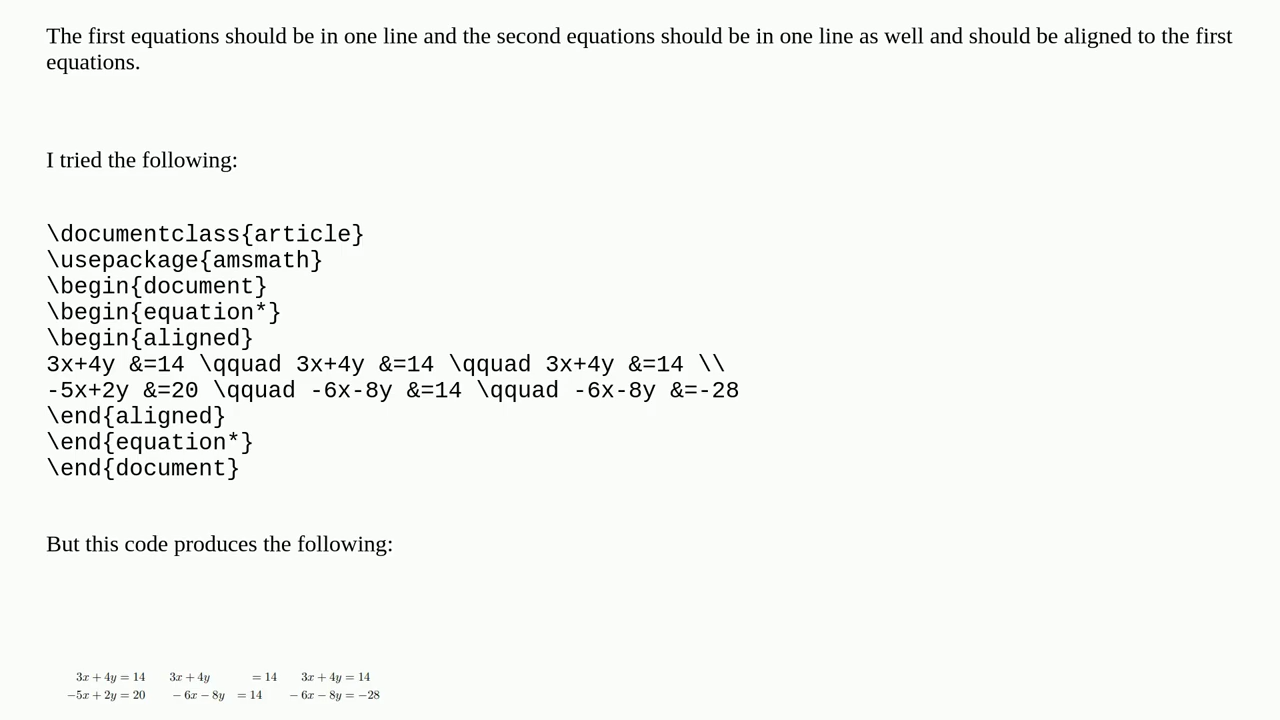 The first equations should be in one line and the second equations should be in one line as well and should be aligned to the first
equations.
I tried the following:
\documentclass{article}
\usepackage{amsmath}
\begin{document}
\begin{equation*}
\begin{aligned}
3x+4y &=14 \qquad 3x+4y &=14 \qquad 3x+4y &=14 \\
-5x+2y &=20 \qquad -6x-8y &=14 \qquad -6x-8y &=-28
\end{aligned}
\end{equation*}
\end{document}
But this code produces the following:
3x + 4y = 14 3x + 4y = 14 3x + 4y = 14
−5x + 2y = 20 − 6x − 8y = 14 − 6x − 8y = −28